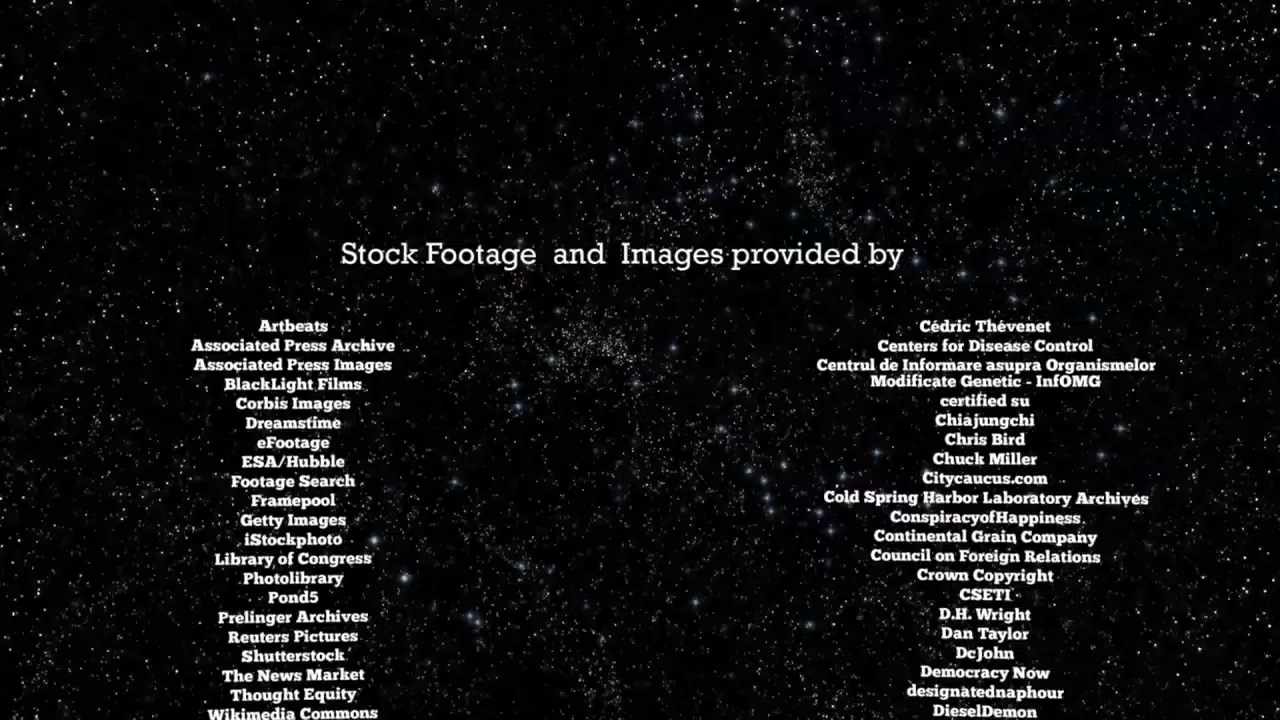 Stock Footage and Images provided by
Artbeats
Associated Press Archive
Associated Press Images
BlackLight Films
Corbis Images
Dreamstime
eFootage
ESA/Hubble
Footage Search
Framepool
Getty Images
iStockphoto
Library of Congress
Photolibrary
Pond5
Prelinger Archives
Reuters Pictures
Shutterstock
The News Market
Thought Equity
Wikimedia Commons
Cédric Thévenet
Centers for Disease Control
Centrul de Informare asupra Organismelor
Modificate Genetic - InfOMG
certified su
Chiajungchi
Chris Bird
Chuck Miller
Citycaucus.com
Cold Spring Harbor Laboratory Archives
ConspiracyofHappiness
Continental Grain Company
Council on Foreign Relations
Crown Copyright
CSETI
D.H. Wright
Dan Taylor
DcJohn
Democracy Now
designatednaphour
DieselDemon